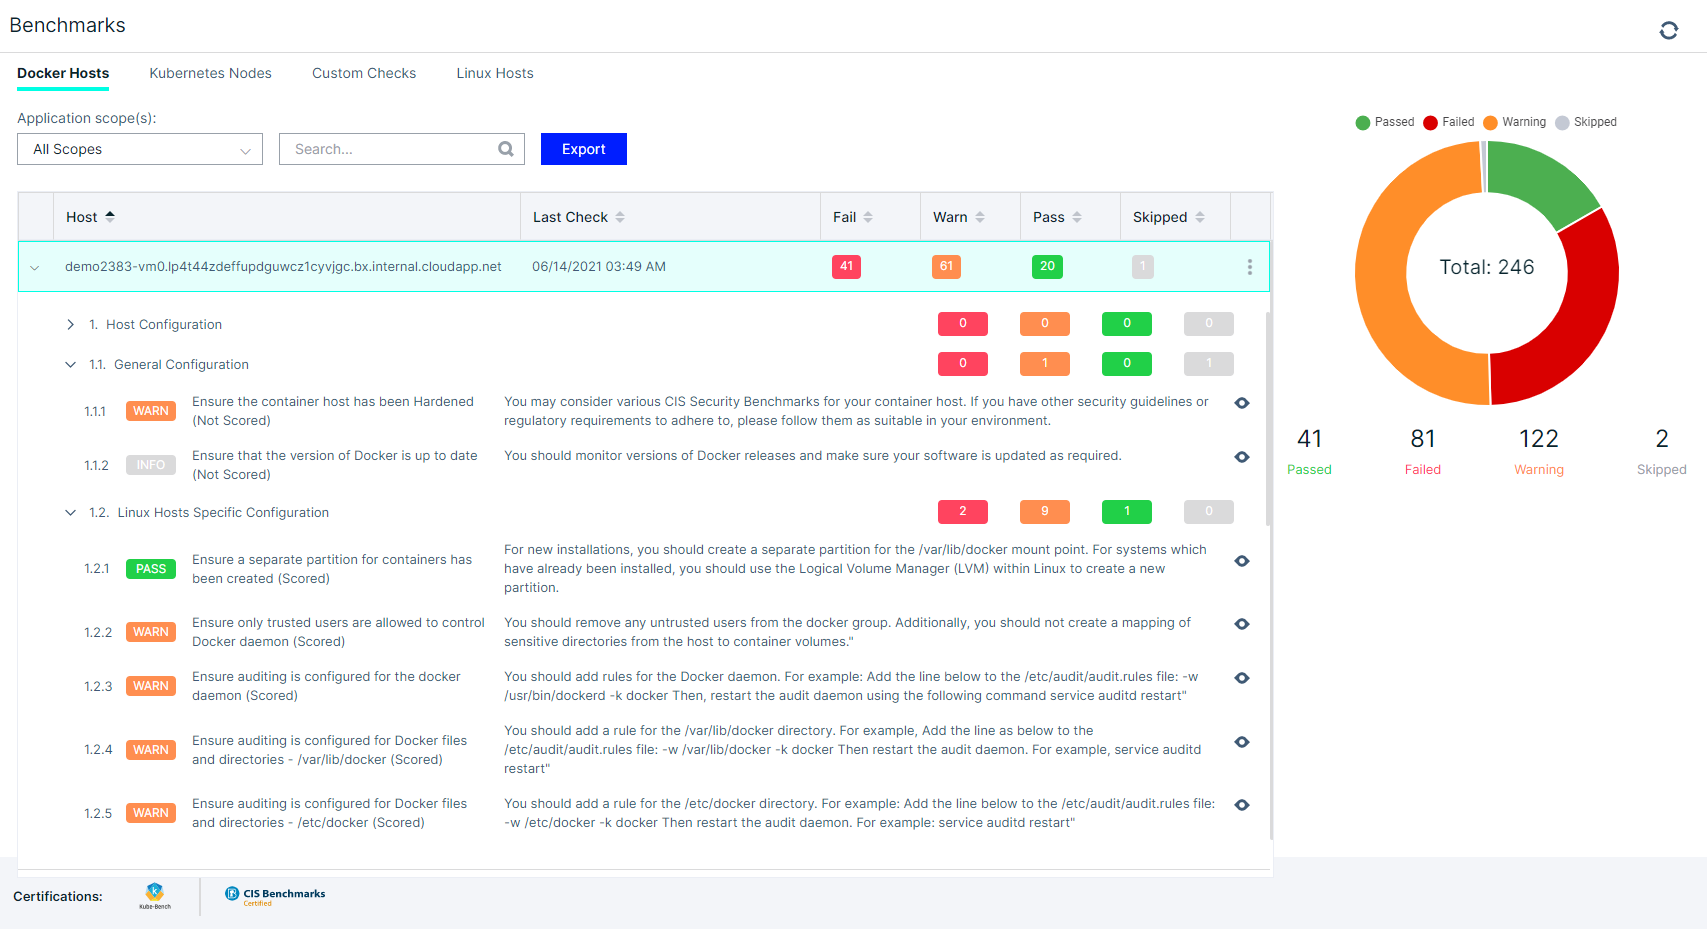 Benchmarks
Docker Hosts Kubernetes Nodes Custom Checks Linux Hosts
Application scope(s):
All Scopes Search... Export
Host Last Check Fail Warn Pass Skipped
demo2383-vm0.lp4t44zdeffupdguwcz1cyvjgc.bx.internal.cloudapp.net 06/14/2021 03:49 AM 41 61 20 1
1. Host Configuration 0 0 0 0
1.1. General Configuration 0 1 0 1
1.1.1 WARN Ensure the container host has been Hardened
(Not Scored)
You may consider various CIS Security Benchmarks for your container host. If you have other security guidelines or
regulatory requirements to adhere to, please follow them as suitable in your environment.
1.1.2 INFO Ensure that the version of Docker is up to date
(Not Scored)
You should monitor versions of Docker releases and make sure your software is updated as required.
1.2. Linux Hosts Specific Configuration 2 9 1 0
1.2.1 PASS Ensure a separate partition for containers has
been created (Scored)
For new installations, you should create a separate partition for the /var/lib/docker mount point. For systems which
have already been installed, you should use the Logical Volume Manager (LVM) within Linux to create a new
partition.
1.2.2 WARN Ensure only trusted users are allowed to control
Docker daemon (Scored)
You should remove any untrusted users from the docker group. Additionally, you should not create a mapping of
sensitive directories from the host to container volumes."
1.2.3 WARN Ensure auditing is configured for the docker
daemon (Scored)
You should add rules for the Docker daemon. For example: Add the line below to the /etc/audit/audit.rules file: -w
/usr/bin/dockerd -k docker Then, restart the audit daemon using the following command service auditd restart"
1.2.4 WARN Ensure auditing is configured for Docker files
and directories - /var/lib/docker (Scored)
You should add a rule for the /var/lib/docker directory. For example, Add the line as below to the
/etc/audit/audit.rules file: -w /var/lib/docker -k docker Then restart the audit daemon. For example, service auditd
restart"
1.2.5 WARN Ensure auditing is configured for Docker files
and directories - /etc/docker (Scored)
You should add a rule for the /etc/docker directory. For example: Add the line below to the /etc/audit/audit.rules file:
-w /etc/docker -k docker Then restart the audit daemon. For example: service auditd restart"
Passed Failed Warning Skipped
Total: 246
41 81 122 2
Passed Failed Warning Skipped
Certifications: Kube-Bench CIS Benchmarks
Certified